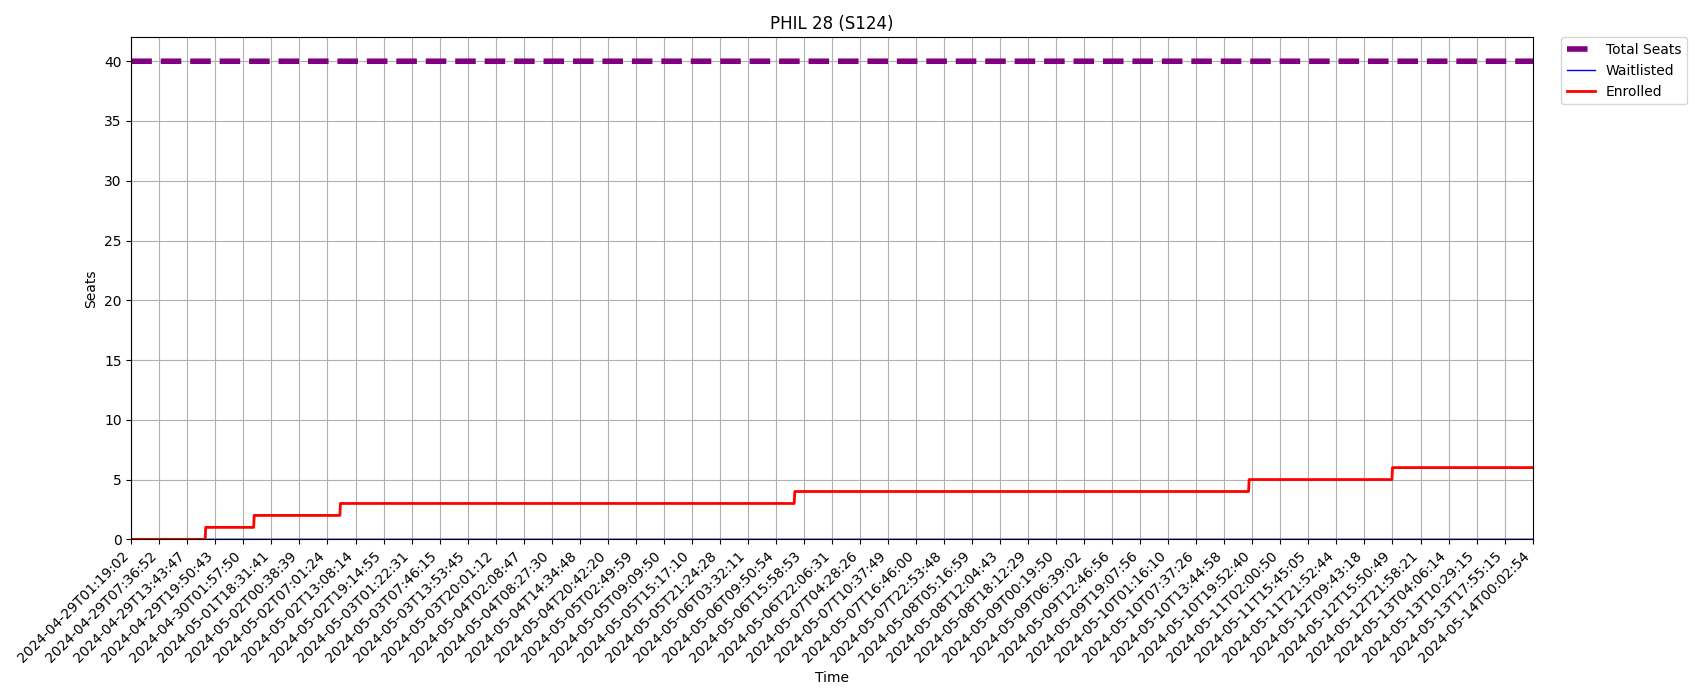 PHIL 28 (S124)
Total Seats
Waitlisted
Enrolled
Seats
40
35
30
25
20
15
10
5
0
2024-04-29T01:19:02
2024-04-29T07:36:52
2024-04-29T13:43:47
2024-04-29T19:50:43
2024-04-30T01:57:50
2024-05-01T18:31:41
2024-05-02T00:38:39
2024-05-02T07:01:24
2024-05-02T13:08:14
2024-05-02T19:14:55
2024-05-03T01:22:31
2024-05-03T07:46:15
2024-05-03T13:53:45
2024-05-03T20:01:12
2024-05-04T02:08:47
2024-05-04T08:27:30
2024-05-04T14:34:48
2024-05-04T20:42:20
2024-05-05T02:49:59
2024-05-05T09:09:50
2024-05-05T15:17:10
2024-05-05T21:24:28
2024-05-06T03:32:11
2024-05-06T09:50:54
2024-05-06T15:58:53
2024-05-06T22:06:31
2024-05-07T04:28:26
2024-05-07T10:37:49
2024-05-07T16:46:00
2024-05-07T22:53:48
2024-05-08T05:16:59
2024-05-08T12:04:43
2024-05-08T18:12:29
2024-05-09T00:19:50
2024-05-09T06:39:02
2024-05-09T12:46:56
2024-05-09T19:07:56
2024-05-10T01:16:10
2024-05-10T07:37:26
2024-05-10T13:44:58
2024-05-10T19:52:40
2024-05-11T02:00:50
2024-05-11T15:45:05
2024-05-11T21:52:44
2024-05-12T09:43:18
2024-05-12T15:50:49
2024-05-12T21:58:21
2024-05-13T04:06:14
2024-05-13T10:29:15
2024-05-13T17:55:15
2024-05-14T00:02:54
Time